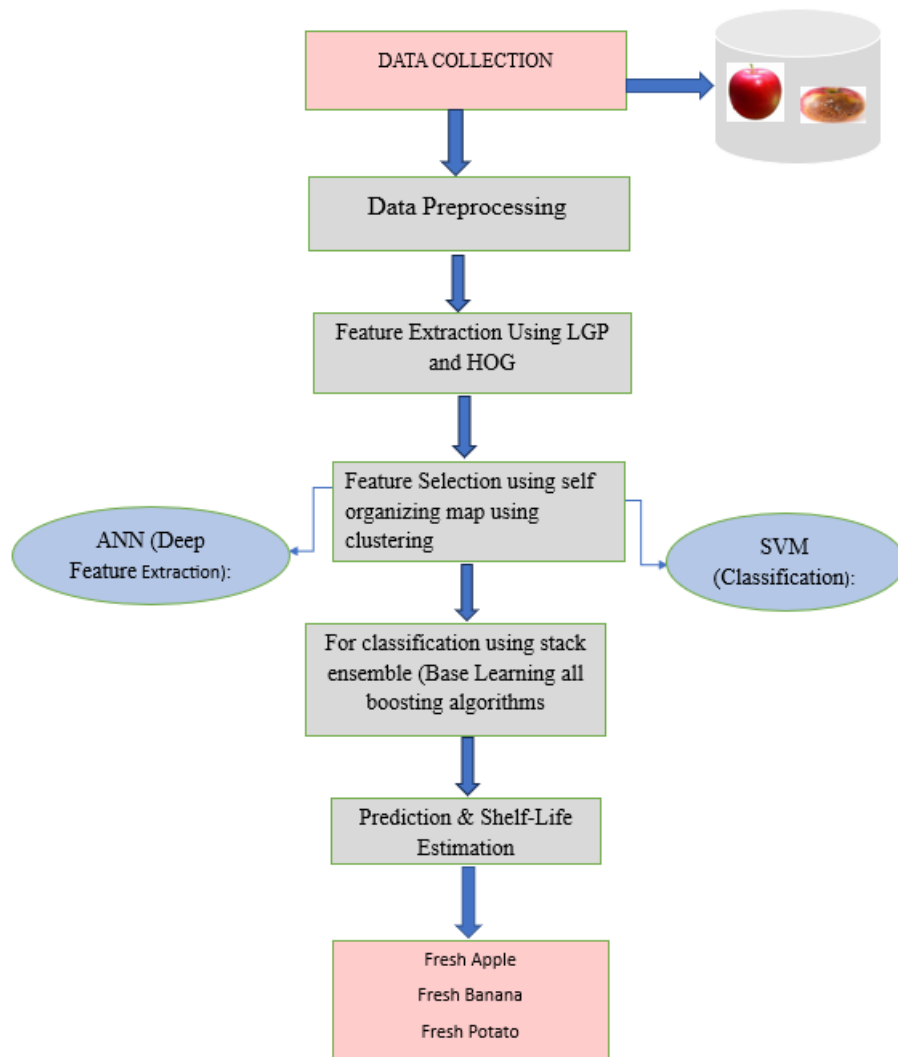 DATA COLLECTION
Data Preprocessing
Feature Extraction Using LGP
and HOG
Feature Selection using self
organizing map using
clustering
ANN (Deep
Feature Extraction):
SVM
(Classification):
For classification using stack
ensemble (Base Learning all
boosting algorithms
Prediction & Shelf-Life
Estimation
Fresh Apple
Fresh Banana
Fresh Potato